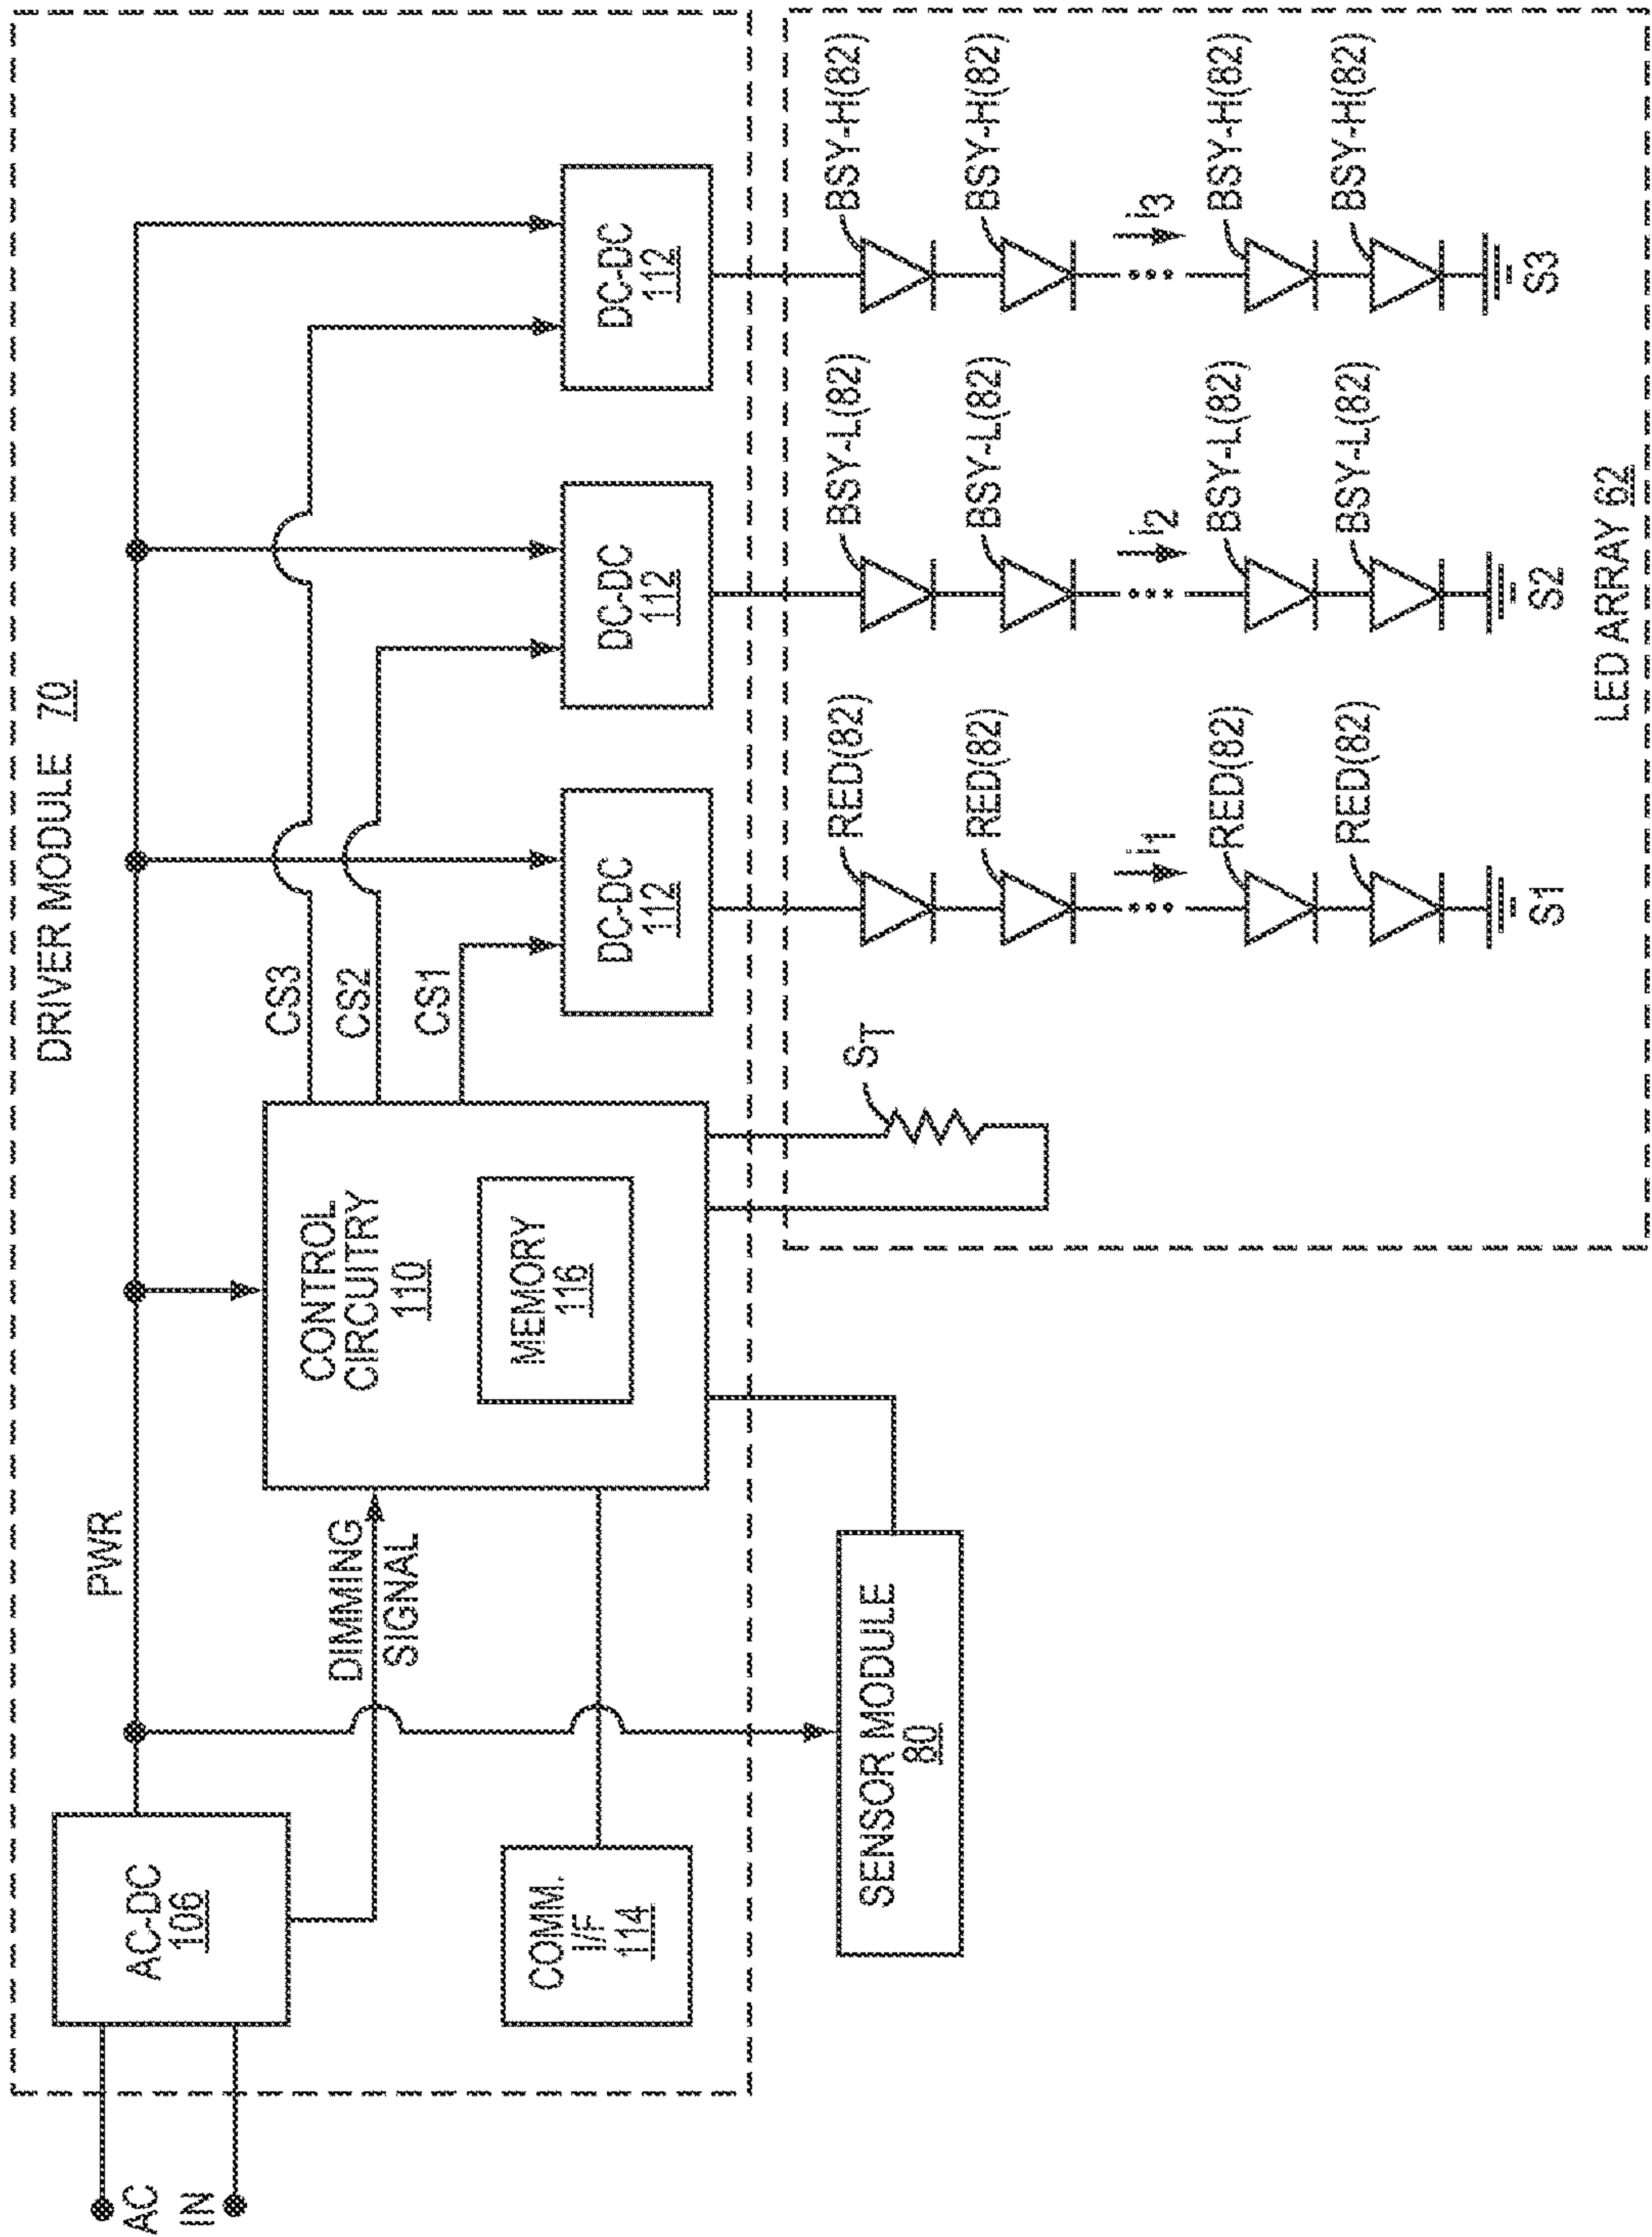 DRIVER MODULE 70
AC
IN
AC-DC
106
PWR
DIMMING
SIGNAL
COMM.
I/F
114
CONTROL
CIRCUITRY
110
MEMORY
116
CS3
CS2
CS1
DC-DC
112
DC-DC
112
DC-DC
112
SENSOR MODULE
80
ST
RED(82)
RED(82)
i1
RED(82)
RED(82)
S1
BSY-L(82)
BSY-L(82)
i2
BSY-L(82)
BSY-L(82)
S2
BSY-H(82)
BSY-H(82)
i3
BSY-H(82)
BSY-H(82)
S3
LED ARRAY 62